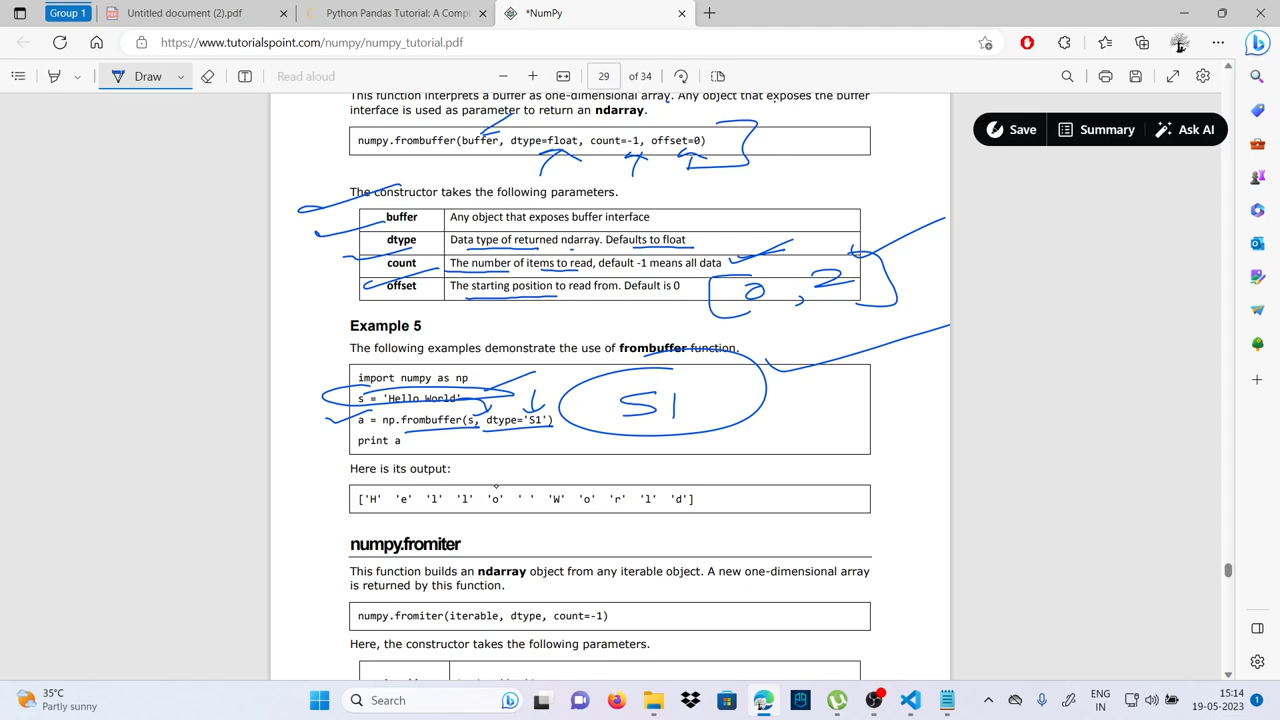 Group 1
Untitled document (2).pdf
Python Pandas Tutorial: A Compl
*NumPy
https://www.tutorialspoint.com/numpy/numpy_tutorial.pdf
Draw
Read aloud
29 of 34
This function interprets a buffer as one-dimensional array. Any object that exposes the buffer
interface is used as parameter to return an ndarray.
numpy.frombuffer(buffer, dtype=float, count=-1, offset=0)
Save
Summary
Ask AI
The constructor takes the following parameters.
buffer Any object that exposes buffer interface
dtype Data type of returned ndarray. Defaults to float
count The number of items to read, default -1 means all data
offset The starting position to read from. Default is 0
[0 , 2]
Example 5
The following examples demonstrate the use of frombuffer function.
import numpy as np
s = 'Hello World'
a = np.frombuffer(s, dtype='S1')
print a
S1
Here is its output:
['H' 'e' 'l' 'l' 'o' ' ' 'W' 'o' 'r' 'l' 'd']
numpy.fromiter
This function builds an ndarray object from any iterable object. A new one-dimensional array
is returned by this function.
numpy.fromiter(iterable, dtype, count=-1)
Here, the constructor takes the following parameters.
35°C
Partly sunny
Search
ENG
IN
15:14
19-05-2023
1